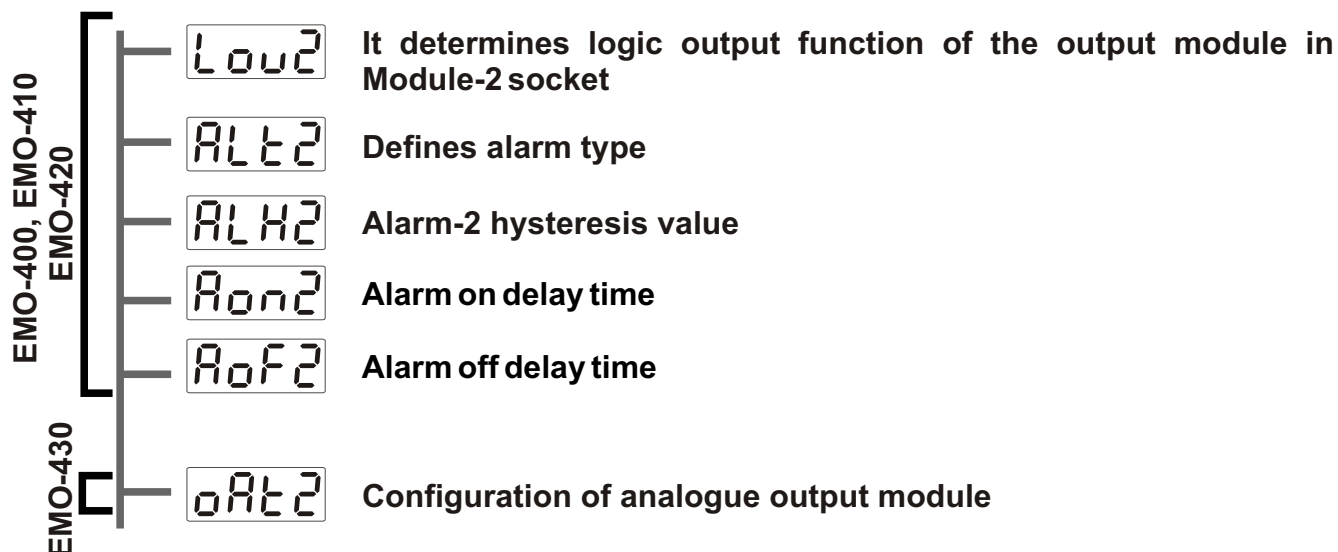 EMO-400, EMO-410
EMO-420
Lou2 It determines logic output function of the output module in
Module-2 socket
ALt2 Defines alarm type
ALH2 Alarm-2 hysteresis value
Aon2 Alarm on delay time
AoF2 Alarm off delay time
EMO-430
oAt2 Configuration of analogue output module